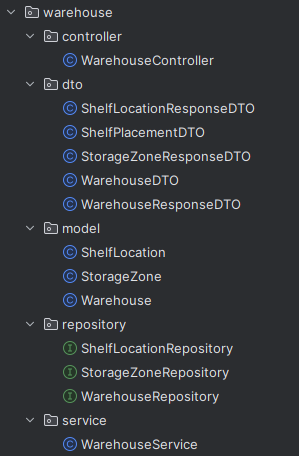 warehouse
controller
WarehouseController
dto
ShelfLocationResponseDTO
ShelfPlacementDTO
StorageZoneResponseDTO
WarehouseDTO
WarehouseResponseDTO
model
ShelfLocation
StorageZone
Warehouse
repository
ShelfLocationRepository
StorageZoneRepository
WarehouseRepository
service
WarehouseService